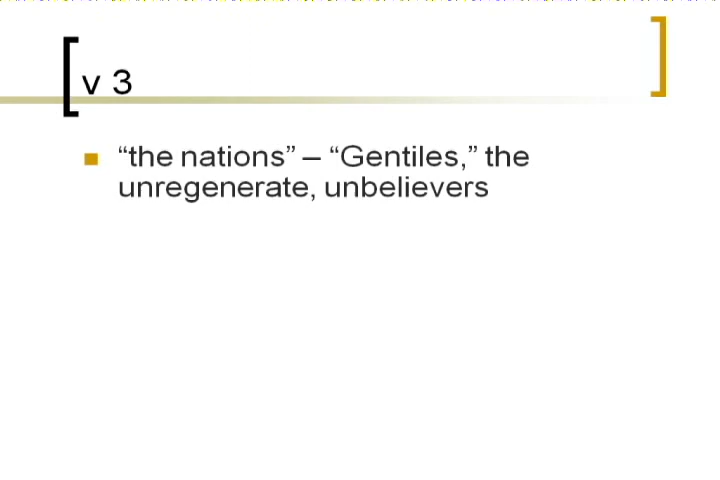 v 3
“the nations” – “Gentiles,” the
unregenerate, unbelievers